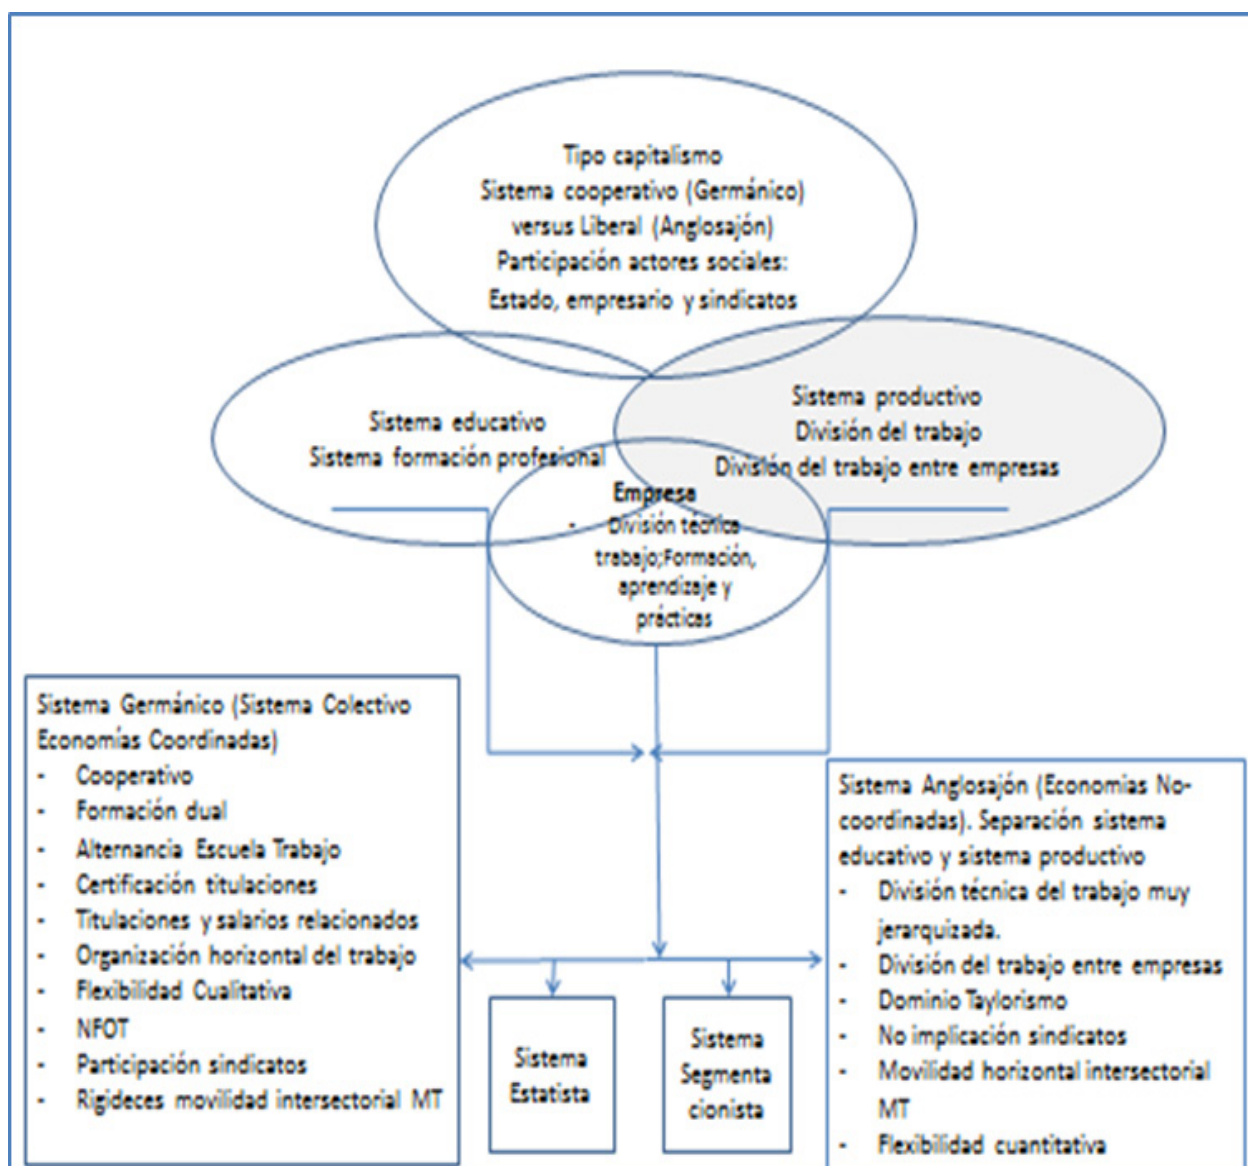 Tipo capitalismo
Sistema cooperativo (Germánico)
versus Liberal (Anglosajón)
Participación actores sociales:
Estado, empresario y sindicatos
Sistema educativo
Sistema formación profesional
Sistema productivo
División del trabajo
División del trabajo entre empresas
Empresa
- División técnica
trabajo;Formación,
aprendizaje y
prácticas
Sistema Germánico (Sistema Colectivo
Economías Coordinadas)
- Cooperativo
- Formación dual
- Alternancia Escuela Trabajo
- Certificación titulaciones
- Titulaciones y salarios relacionados
- Organización horizontal del trabajo
- Flexibilidad Cualitativa
- NFOT
- Participación sindicatos
- Rigideces movilidad intersectorial MT
Sistema
Estatista
Sistema
Segmenta
cionista
Sistema Anglosajón (Economías No-
coordinadas). Separación sistema
educativo y sistema productivo
- División técnica del trabajo muy
jerarquizada.
- División del trabajo entre empresas
- Dominio Taylorismo
- No implicación sindicatos
- Movilidad horizontal intersectorial
MT
- Flexibilidad cuantitativa